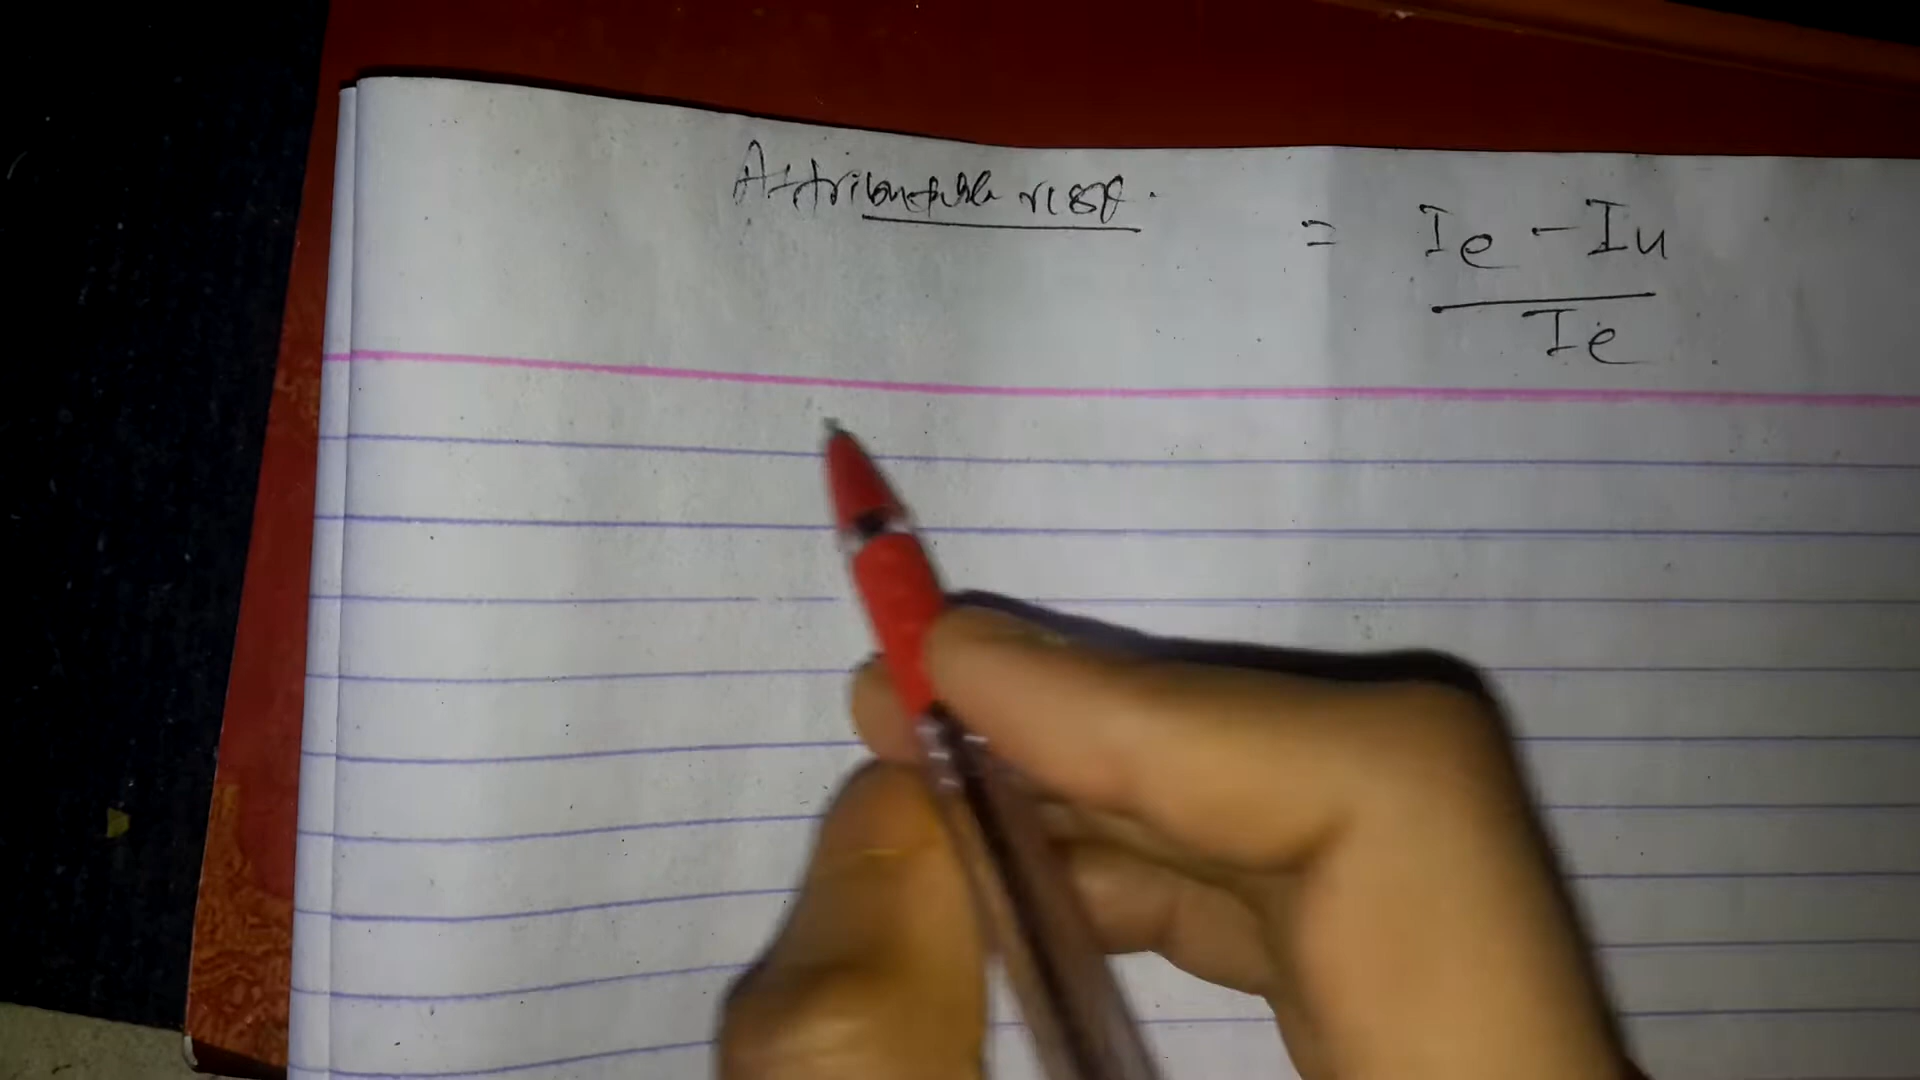 Attributable risk.
= Ie - Iu
Ie